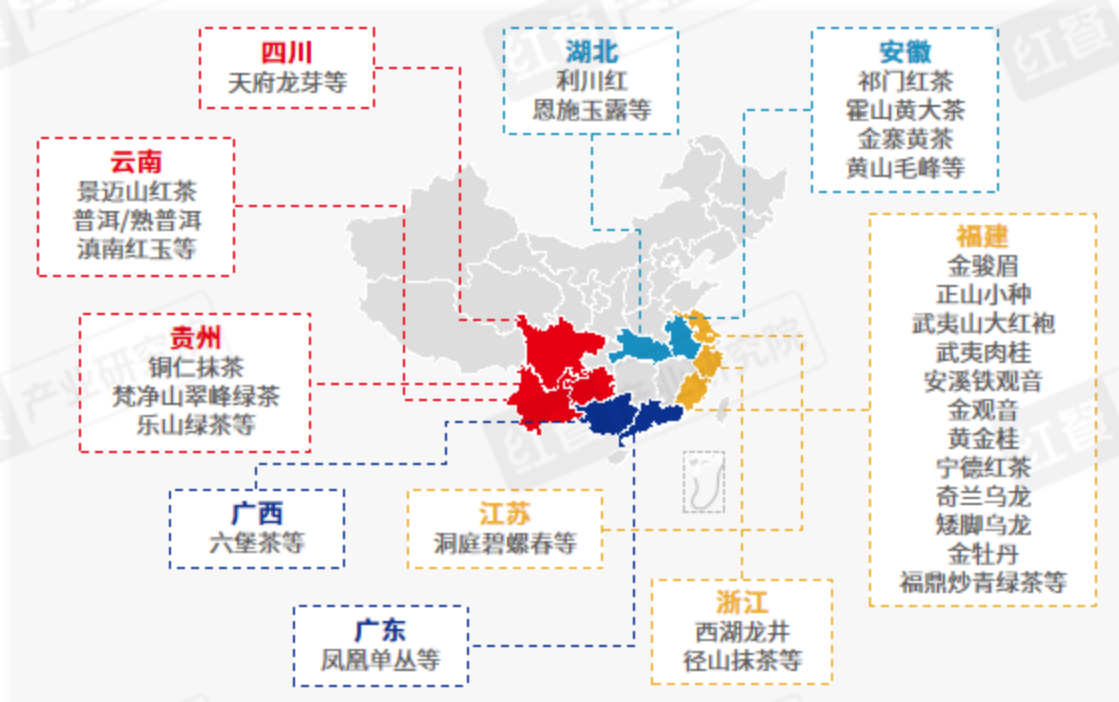 四川
天府龙芽等
湖北
利川红
恩施玉露等
安徽
祁门红茶
霍山黄大茶
金寨黄茶
黄山毛峰等
云南
景迈山红茶
普洱/熟普洱
滇南红玉等
福建
金骏眉
正山小种
武夷山大红袍
武夷肉桂
安溪铁观音
金观音
黄金桂
宁德红茶
奇兰乌龙
矮脚乌龙
金牡丹
福鼎炒青绿茶等
贵州
铜仁抹茶
梵净山翠峰绿茶
乐山绿茶等
广西
六堡茶等
江苏
洞庭碧螺春等
浙江
西湖龙井
径山抹茶等
广东
凤凰单丛等